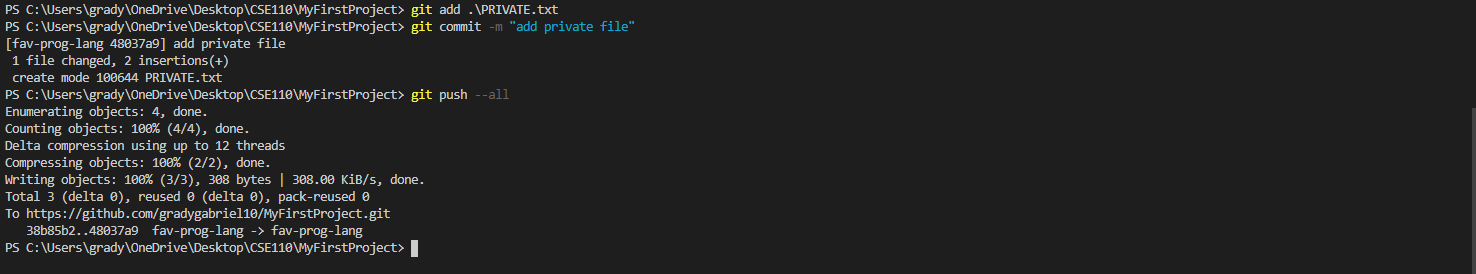 PS C:\Users\grady\OneDrive\Desktop\CSE110\MyFirstProject> git add .\PRIVATE.txt
PS C:\Users\grady\OneDrive\Desktop\CSE110\MyFirstProject> git commit -m "add private file"
[fav-prog-lang 48037a9] add private file
 1 file changed, 2 insertions(+)
 create mode 100644 PRIVATE.txt
PS C:\Users\grady\OneDrive\Desktop\CSE110\MyFirstProject> git push --all
Enumerating objects: 4, done.
Counting objects: 100% (4/4), done.
Delta compression using up to 12 threads
Compressing objects: 100% (2/2), done.
Writing objects: 100% (3/3), 308 bytes | 308.00 KiB/s, done.
Total 3 (delta 0), reused 0 (delta 0), pack-reused 0
To https://github.com/gradygabriel10/MyFirstProject.git
   38b85b2..48037a9  fav-prog-lang -> fav-prog-lang
PS C:\Users\grady\OneDrive\Desktop\CSE110\MyFirstProject>